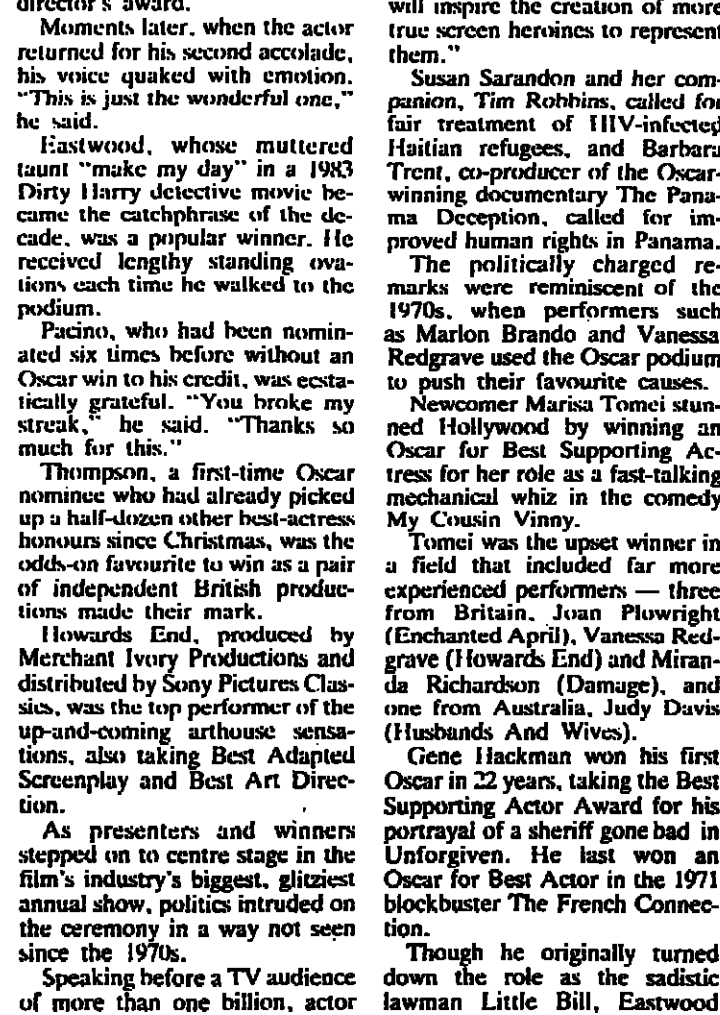 director's award.
Moments later, when the actor
returned for his second accolade,
his voice quaked with emotion.
"This is just the wonderful one,"
he said.
Eastwood, whose muttered
taunt "make my day" in a 1983
Dirty Harry detective movie be-
came the catchphrase of the de-
cade, was a popular winner. He
received lengthy standing ova-
tions each time he walked to the
podium.
Pacino, who had been nomin-
ated six times before without an
Oscar win to his credit, was ecsta-
tically grateful. "You broke my
streak," he said. "Thanks so
much for this."
Thompson, a first-time Oscar
nominee who had already picked
up a half-dozen other best-actress
honours since Christmas, was the
odds-on favourite to win as a pair
of independent British produc-
tions made their mark.
Howards End, produced by
Merchant Ivory Productions and
distributed by Sony Pictures Clas-
sics, was the top performer of the
up-and-coming arthouse sensa-
tions, also taking Best Adapted
Screenplay and Best Art Direc-
tion.
As presenters and winners
stepped on to centre stage in the
film's industry's biggest, glitziest
annual show, politics intruded on
the ceremony in a way not seen
since the 1970s.
Speaking before a TV audience
of more than one billion, actor
will inspire the creation of more
true screen heroines to represent
them."
Susan Sarandon and her com-
panion, Tim Robbins, called for
fair treatment of HIV-infected
Haitian refugees, and Barbara
Trent, co-producer of the Oscar-
winning documentary The Pana-
ma Deception, called for im-
proved human rights in Panama.
The politically charged re-
marks were reminiscent of the
1970s, when performers such
as Marlon Brando and Vanessa
Redgrave used the Oscar podium
to push their favourite causes.
Newcomer Marisa Tomei stun-
ned Hollywood by winning an
Oscar for Best Supporting Ac-
tress for her role as a fast-talking
mechanical whiz in the comedy
My Cousin Vinny.
Tomei was the upset winner in
a field that included far more
experienced performers — three
from Britain, Joan Plowright
(Enchanted April), Vanessa Red-
grave (Howards End) and Miran-
da Richardson (Damage), and
one from Australia, Judy Davis
(Husbands And Wives).
Gene Hackman won his first
Oscar in 22 years, taking the Best
Supporting Actor Award for his
portrayal of a sheriff gone bad in
Unforgiven. He last won an
Oscar for Best Actor in the 1971
blockbuster The French Connec-
tion.
Though he originally turned
down the role as the sadistic
lawman Little Bill, Eastwood